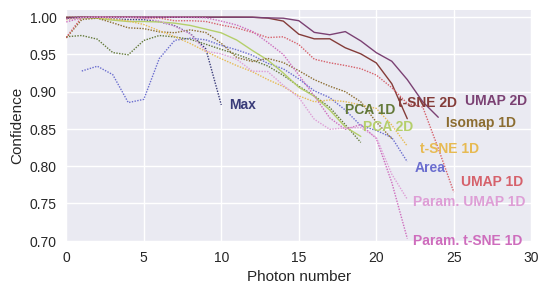 1.00
0.95
0.90
0.85
0.80
0.75
0.70
Confidence
0
5
10
15
20
25
30
Photon number
Max
PCA 1D
t-SNE 2D
UMAP 2D
PCA 2D
Isomap 1D
t-SNE 1D
Area
UMAP 1D
Param. UMAP 1D
Param. t-SNE 1D